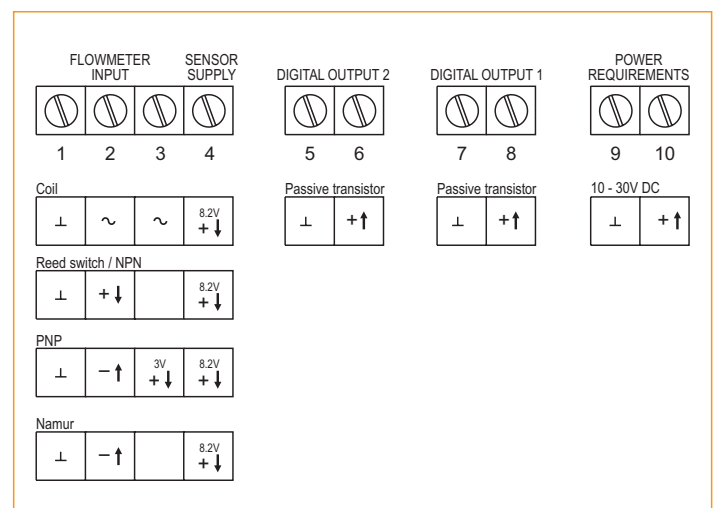 FLOWMETER INPUT
SENSOR SUPPLY
DIGITAL OUTPUT 2
DIGITAL OUTPUT 1
POWER REQUIREMENTS
1 2 3 4 5 6 7 8 9 10
Coil
⊥ ~ ~ 8.2V +↓
Passive transistor
⊥ +↑
Passive transistor
⊥ +↑
10 - 30V DC
⊥ +↑
Reed switch / NPN
⊥ +↓ 8.2V +↓
PNP
⊥ −↑ 3V +↓ 8.2V +↓
Namur
⊥ −↑ 8.2V +↓